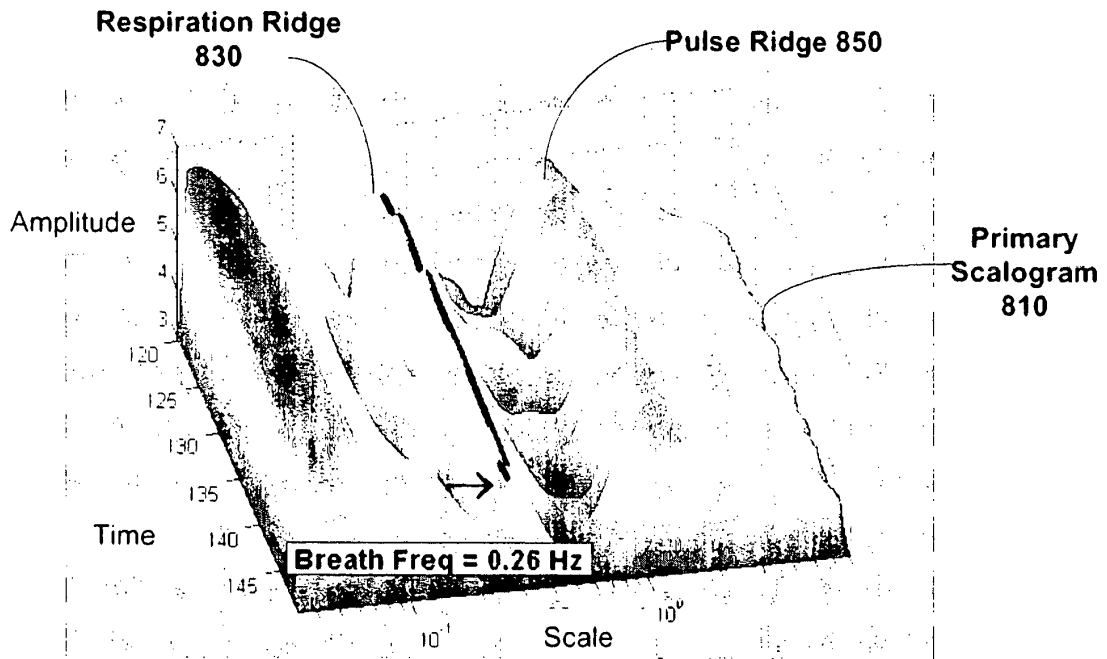 Respiration Ridge
830
Pulse Ridge 850
7
6
Amplitude
5
4
3
Primary
Scalogram
810
120
125
130
135
Time
140
145
Breath Freq = 0.26 Hz
10⁻¹
Scale
10⁰